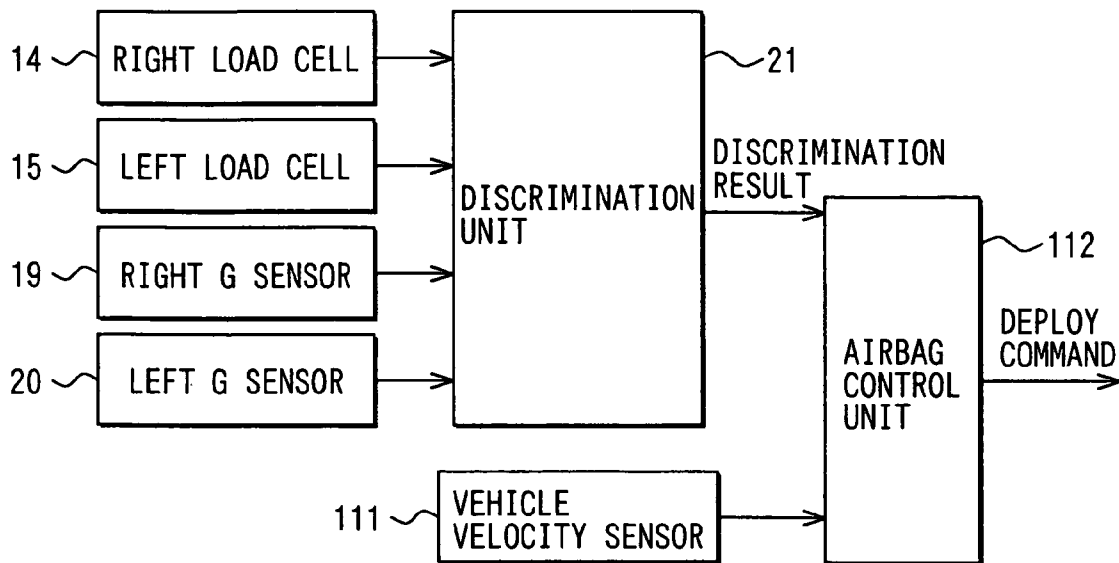 14 RIGHT LOAD CELL
15 LEFT LOAD CELL
19 RIGHT G SENSOR
20 LEFT G SENSOR
DISCRIMINATION
UNIT
21
DISCRIMINATION
RESULT
111 VEHICLE
VELOCITY SENSOR
AIRBAG
CONTROL
UNIT
112
DEPLOY
COMMAND